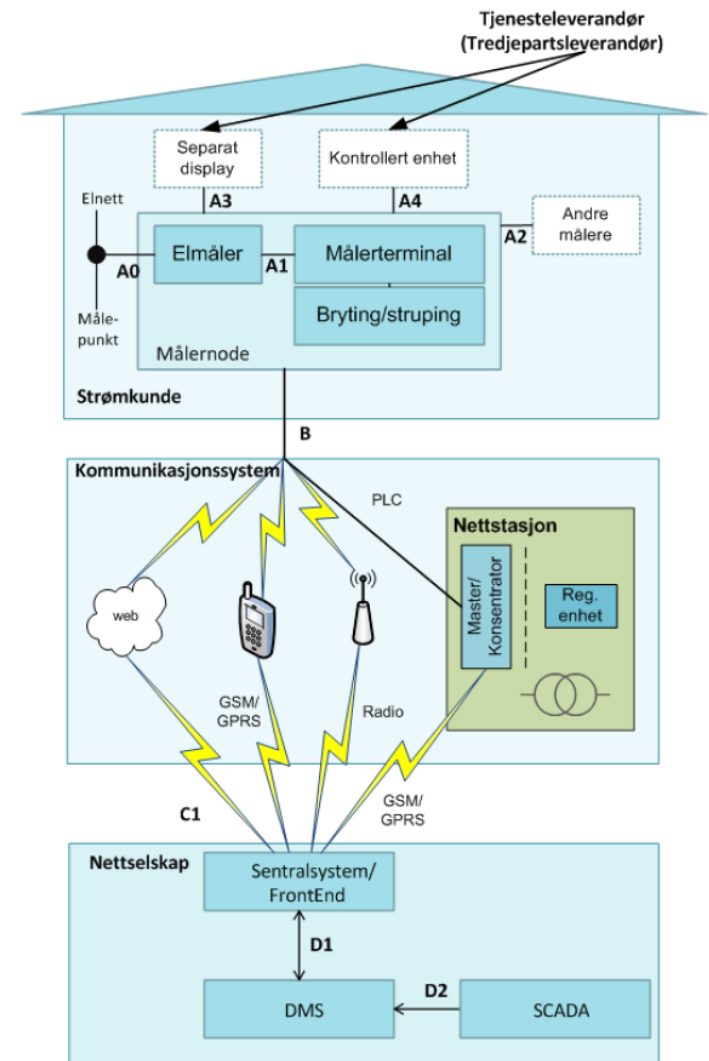 Tjenesteleverandør
(Tredjepartsleverandør)
Separat
display
Kontrollert enhet
A3
A4
Andre
målere
A2
Elnett
A0
Elmåler
A1
Målerterminal
Bryting/struping
Måle-
punkt
Målernode
Strømkunde
B
Kommunikasjonssystem
PLC
Nettstasjon
Master/
Konsentrator
Reg.
enhet
web
GSM/
GPRS
Radio
GSM/
GPRS
C1
Nettselskap
Sentralsystem/
FrontEnd
D1
DMS
D2
SCADA